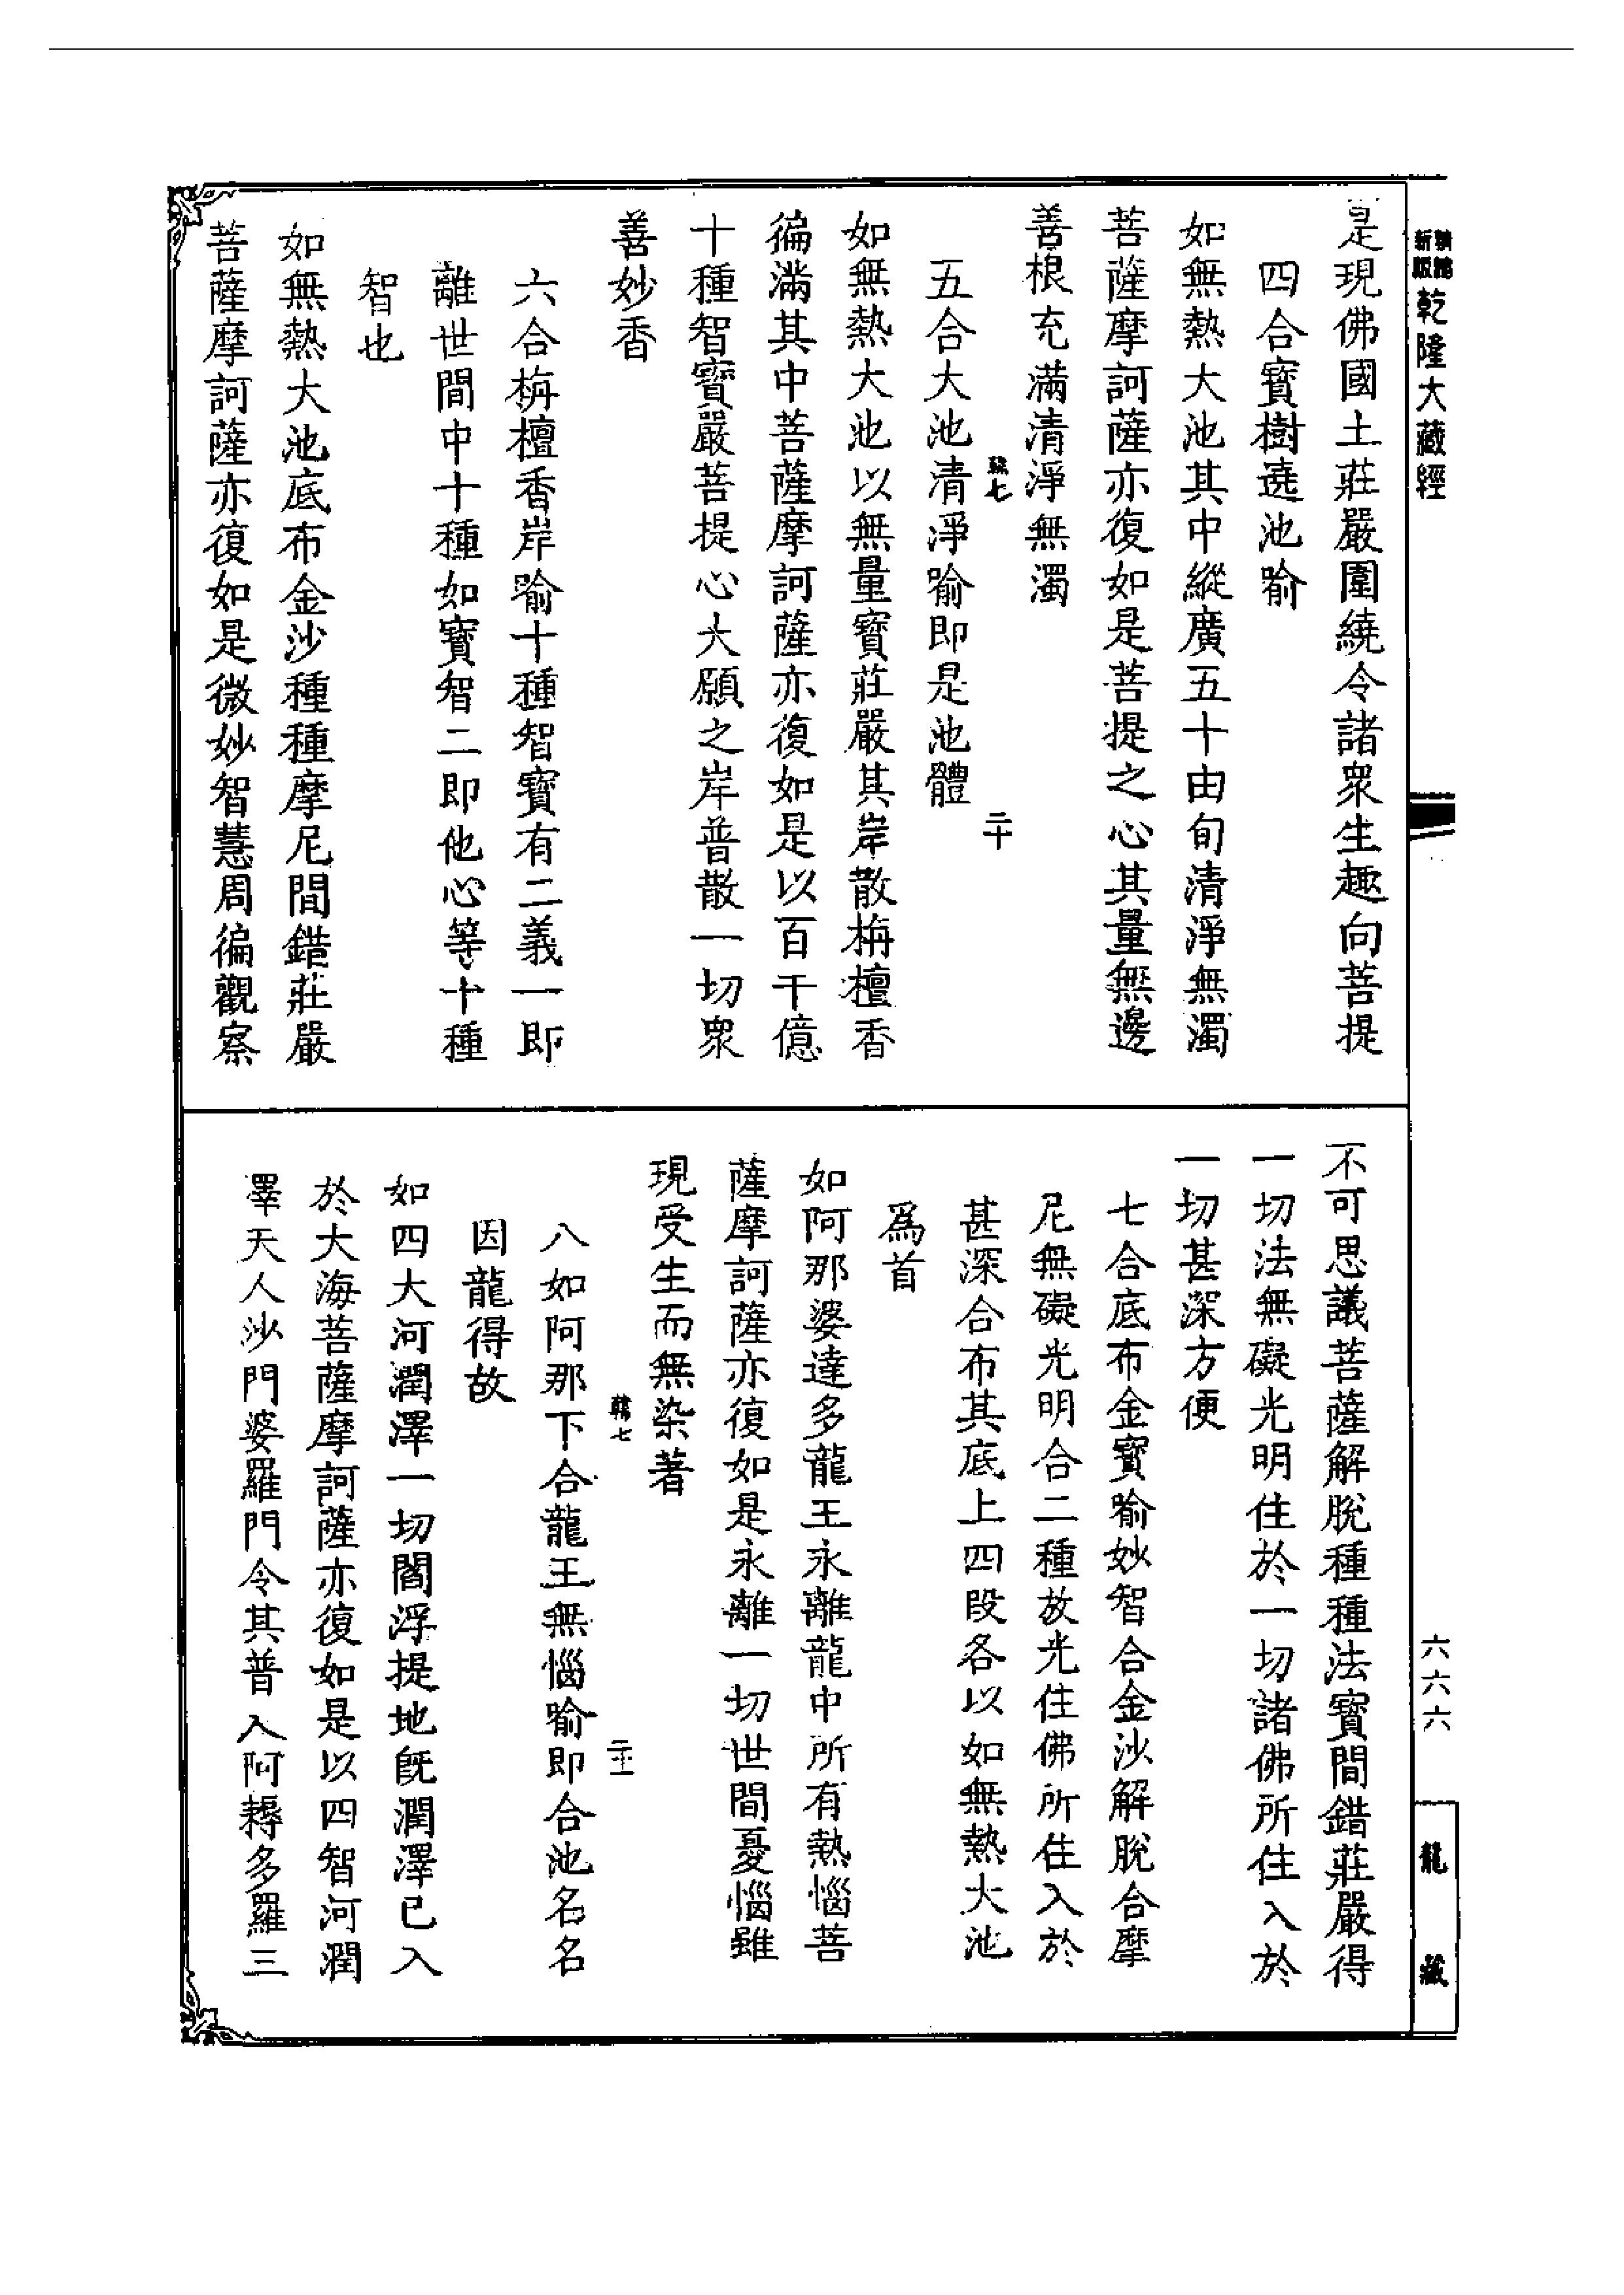 新版
精縮
乾隆大藏經
是現佛國土莊嚴圍繞令諸衆生趣向菩提
四合寶樹遶池喻
如無熱大池其中縱廣五十由旬清淨無濁
菩薩摩訶薩亦復如是菩提之心其量無邊
善根充滿清淨無濁
七 二十
五合大池清淨喻即是池體
如無熱大池以無量寶莊嚴其岸散栴檀香
徧滿其中菩薩摩訶薩亦復如是以百千億
十種智寶嚴菩提心大願之岸普散一切衆
善妙香
六合栴檀香岸喻十種智寶有二義一即
離世間中十種如寶智二即他心等十種
智也
如無熱大池底布金沙種種摩尼間錯莊嚴
菩薩摩訶薩亦復如是微妙智慧周徧觀察
不可思議菩薩解脫種種法寶間錯莊嚴得
一切法無礙光明住於一切諸佛所住入於
一切甚深方便
七合底布金寶喻妙智合金沙解脫合摩
尼無礙光明合二種故光住佛所住入於
甚深合布其底上四段各以如無熱大池
爲首
如阿那婆達多龍王永離龍中所有熱惱菩
薩摩訶薩亦復如是永離一切世間憂惱雖
現受生而無染著
七 二十一
八如阿那下合龍王無惱喻即合池名名
因龍得故
如四大河潤澤一切閻浮提地旣潤澤已入
於大海菩薩摩訶薩亦復如是以四智河潤
澤天人沙門婆羅門令其普入阿耨多羅三
六六六
龍藏